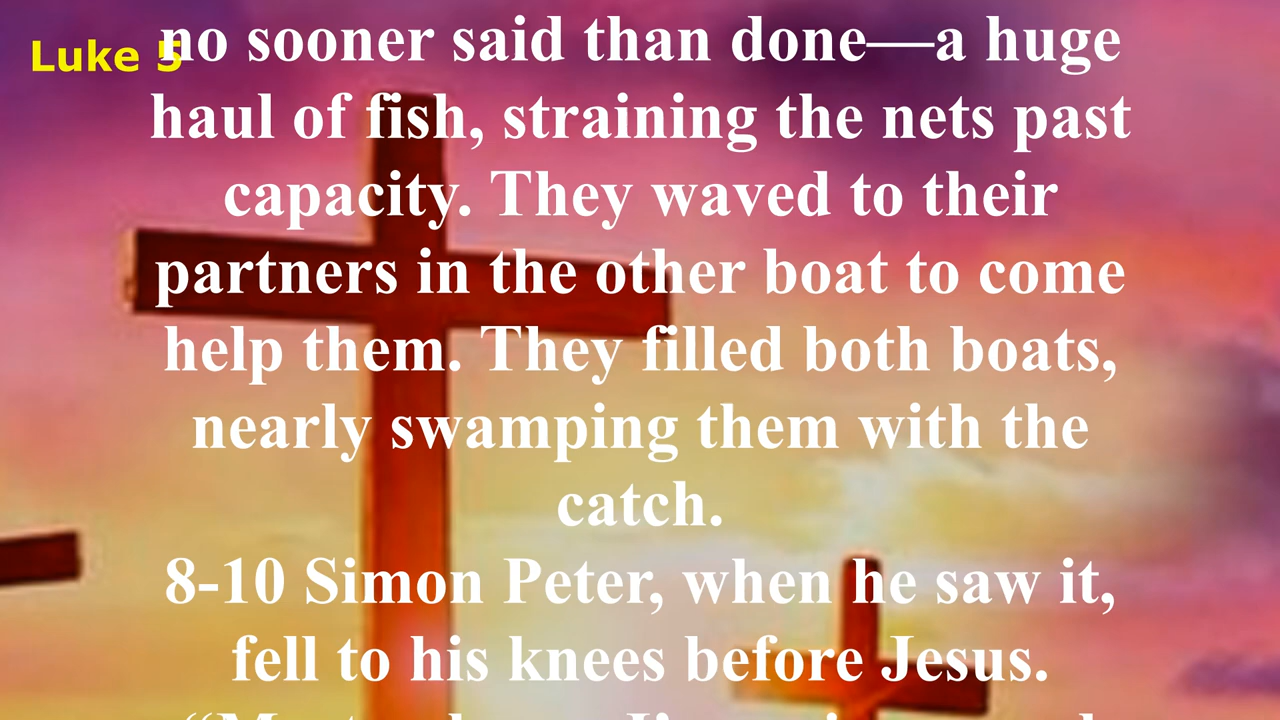 Luke 5
no sooner said than done—a huge
haul of fish, straining the nets past
capacity. They waved to their
partners in the other boat to come
help them. They filled both boats,
nearly swamping them with the
catch.
8-10 Simon Peter, when he saw it,
fell to his knees before Jesus.